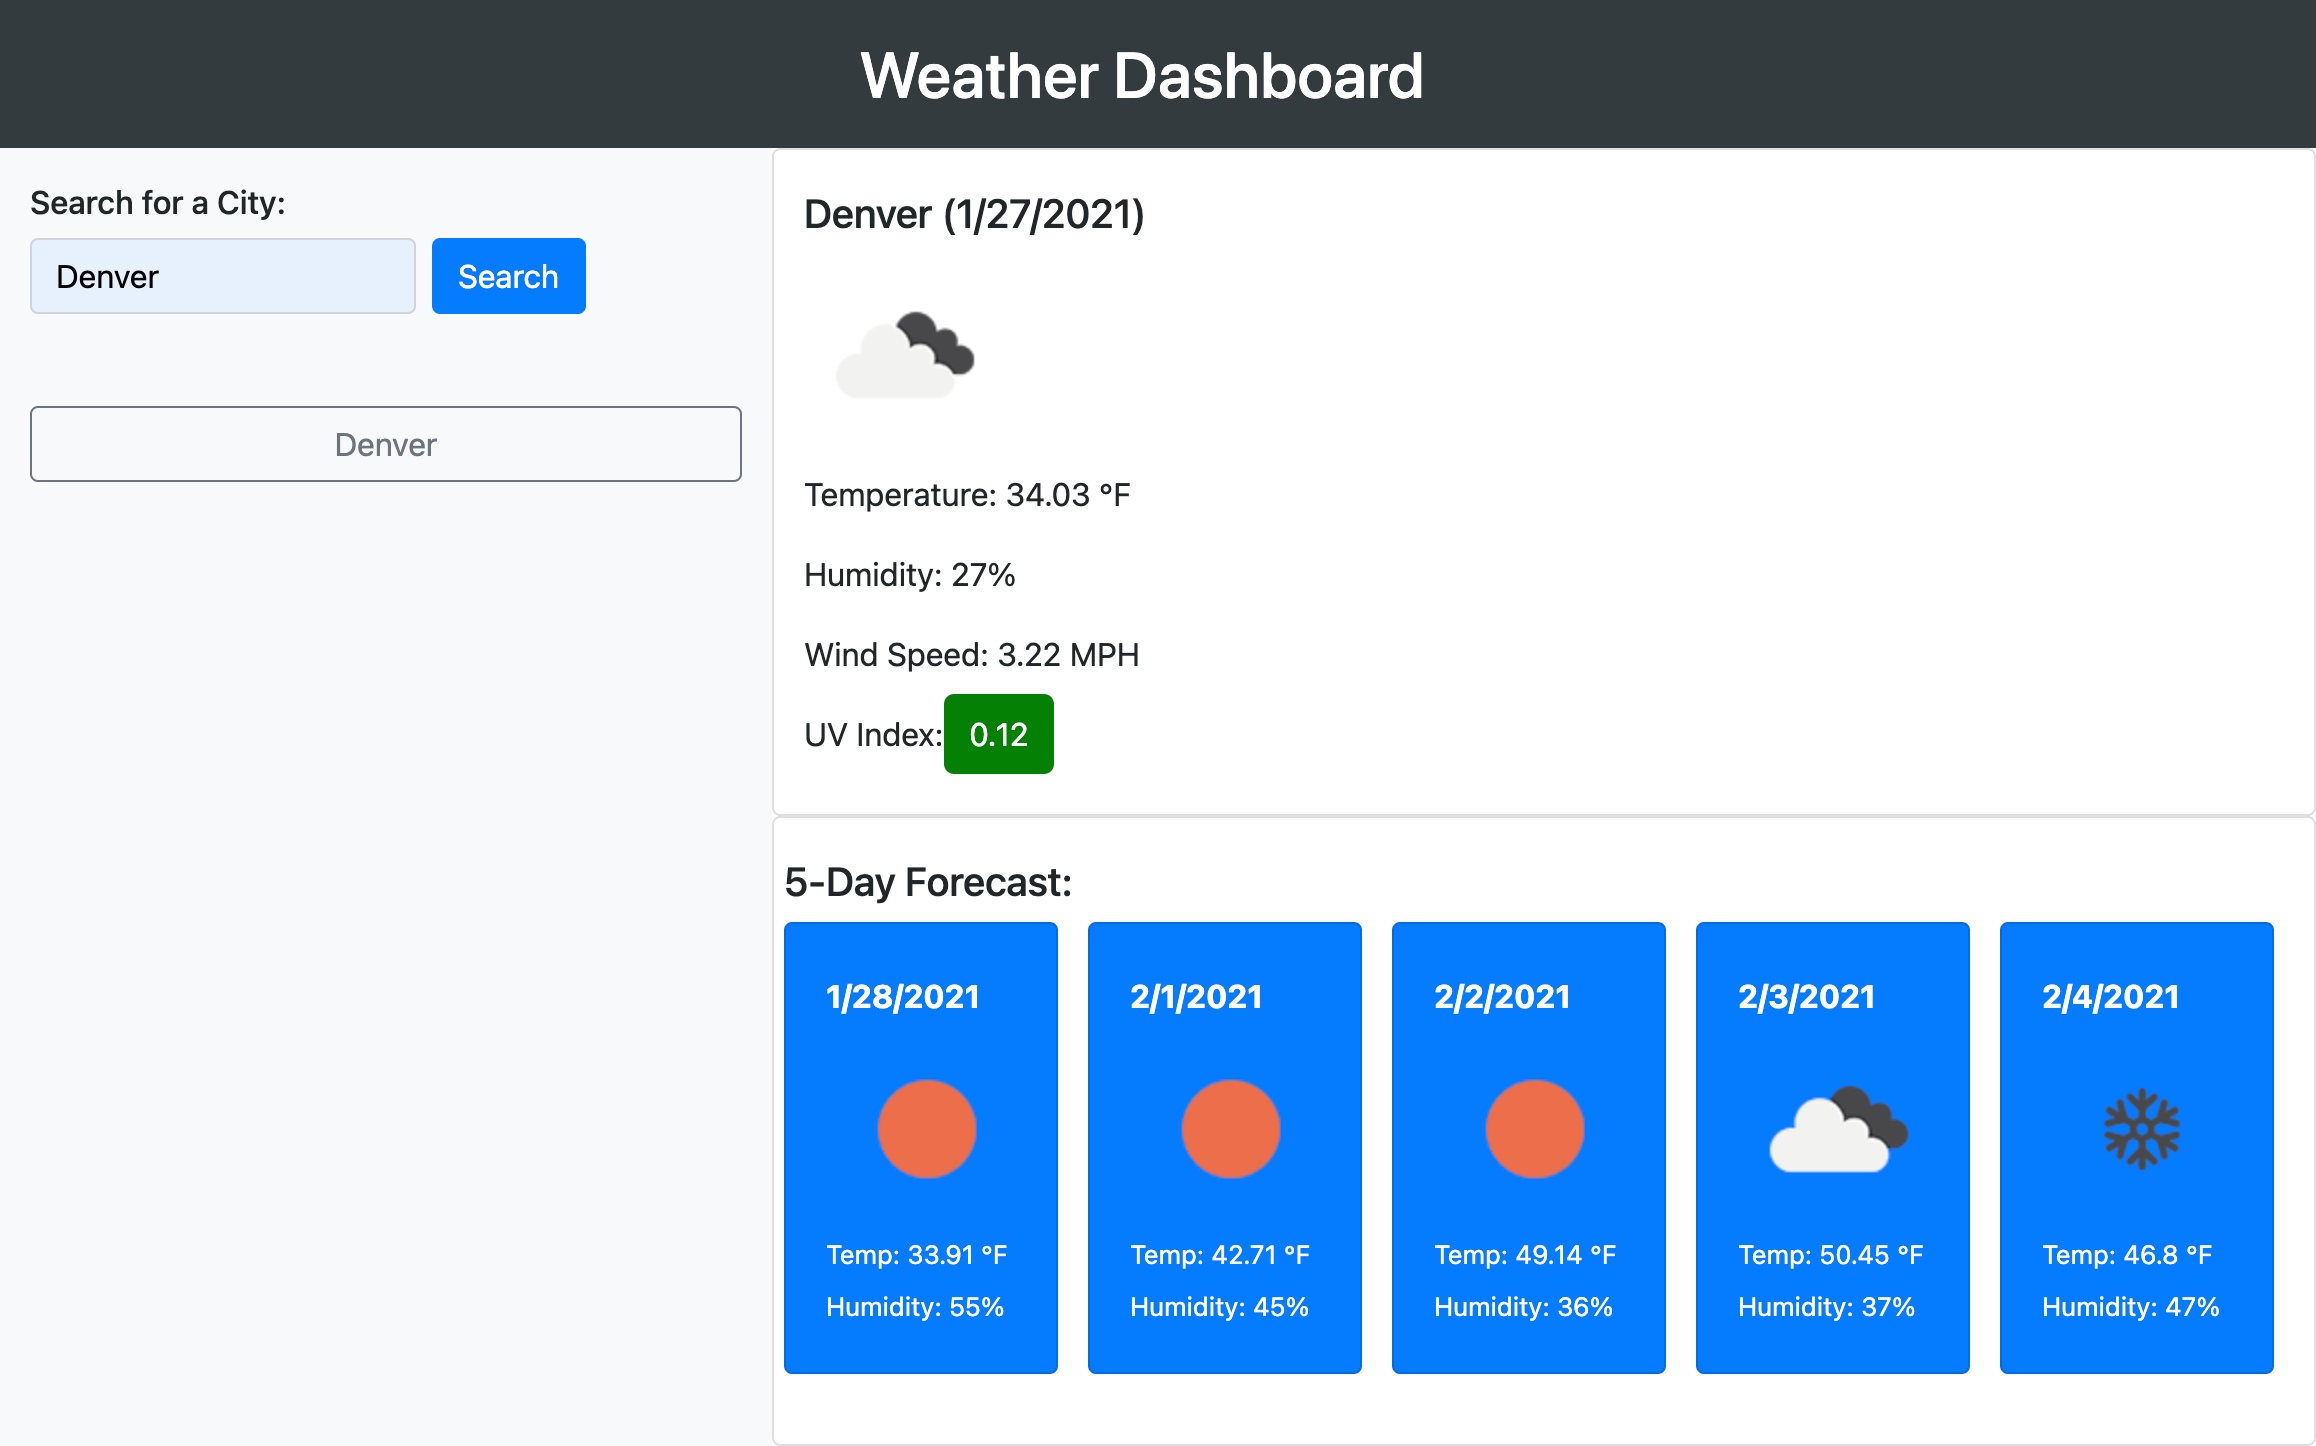 Weather Dashboard
Search for a City:
Denver
Search
Denver
Denver (1/27/2021)
Temperature: 34.03 °F
Humidity: 27%
Wind Speed: 3.22 MPH
UV Index: 0.12
5-Day Forecast:
1/28/2021
Temp: 33.91 °F
Humidity: 55%
2/1/2021
Temp: 42.71 °F
Humidity: 45%
2/2/2021
Temp: 49.14 °F
Humidity: 36%
2/3/2021
Temp: 50.45 °F
Humidity: 37%
2/4/2021
Temp: 46.8 °F
Humidity: 47%